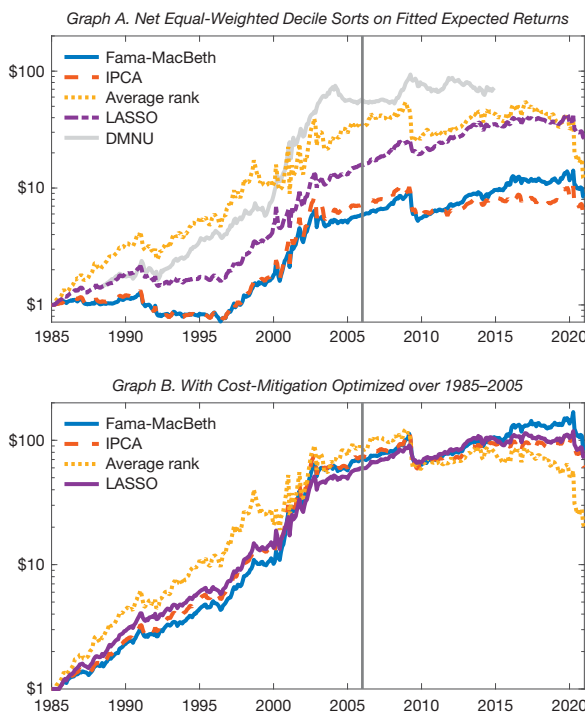 Graph A. Net Equal-Weighted Decile Sorts on Fitted Expected Returns
Fama-MacBeth
IPCA
Average rank
LASSO
DMNU
$100
$10
$1
1985 1990 1995 2000 2005 2010 2015 2020
Graph B. With Cost-Mitigation Optimized over 1985–2005
Fama-MacBeth
IPCA
Average rank
LASSO
$100
$10
$1
1985 1990 1995 2000 2005 2010 2015 2020